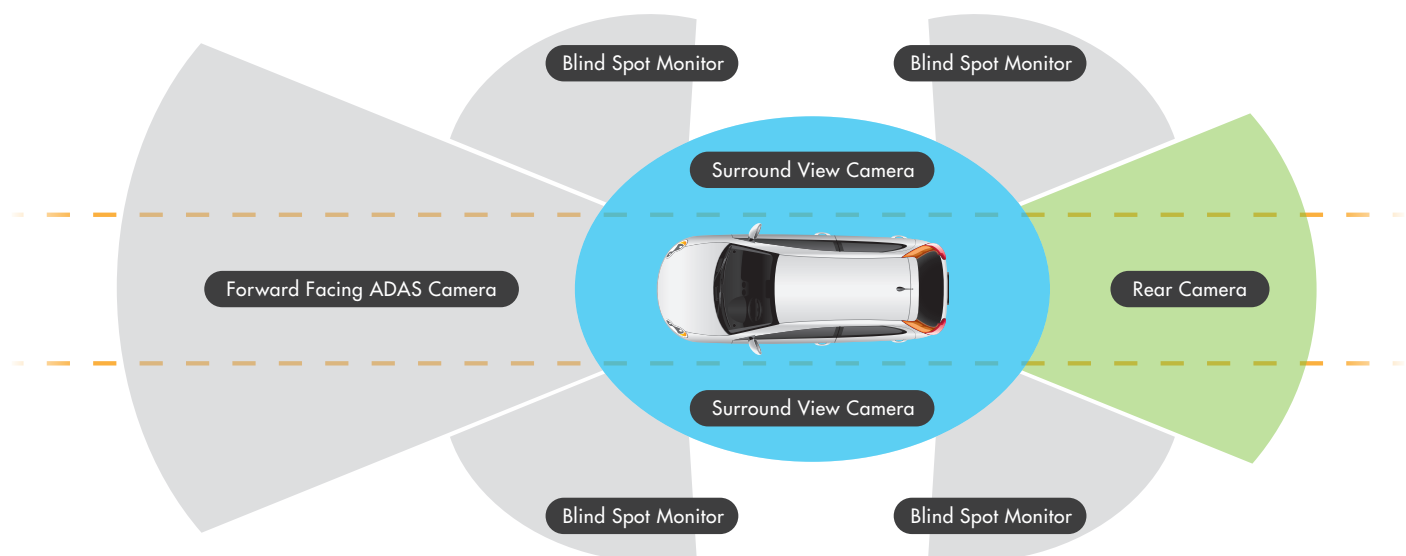 Blind Spot Monitor
Blind Spot Monitor
Surround View Camera
Forward Facing ADAS Camera
Rear Camera
Surround View Camera
Blind Spot Monitor
Blind Spot Monitor